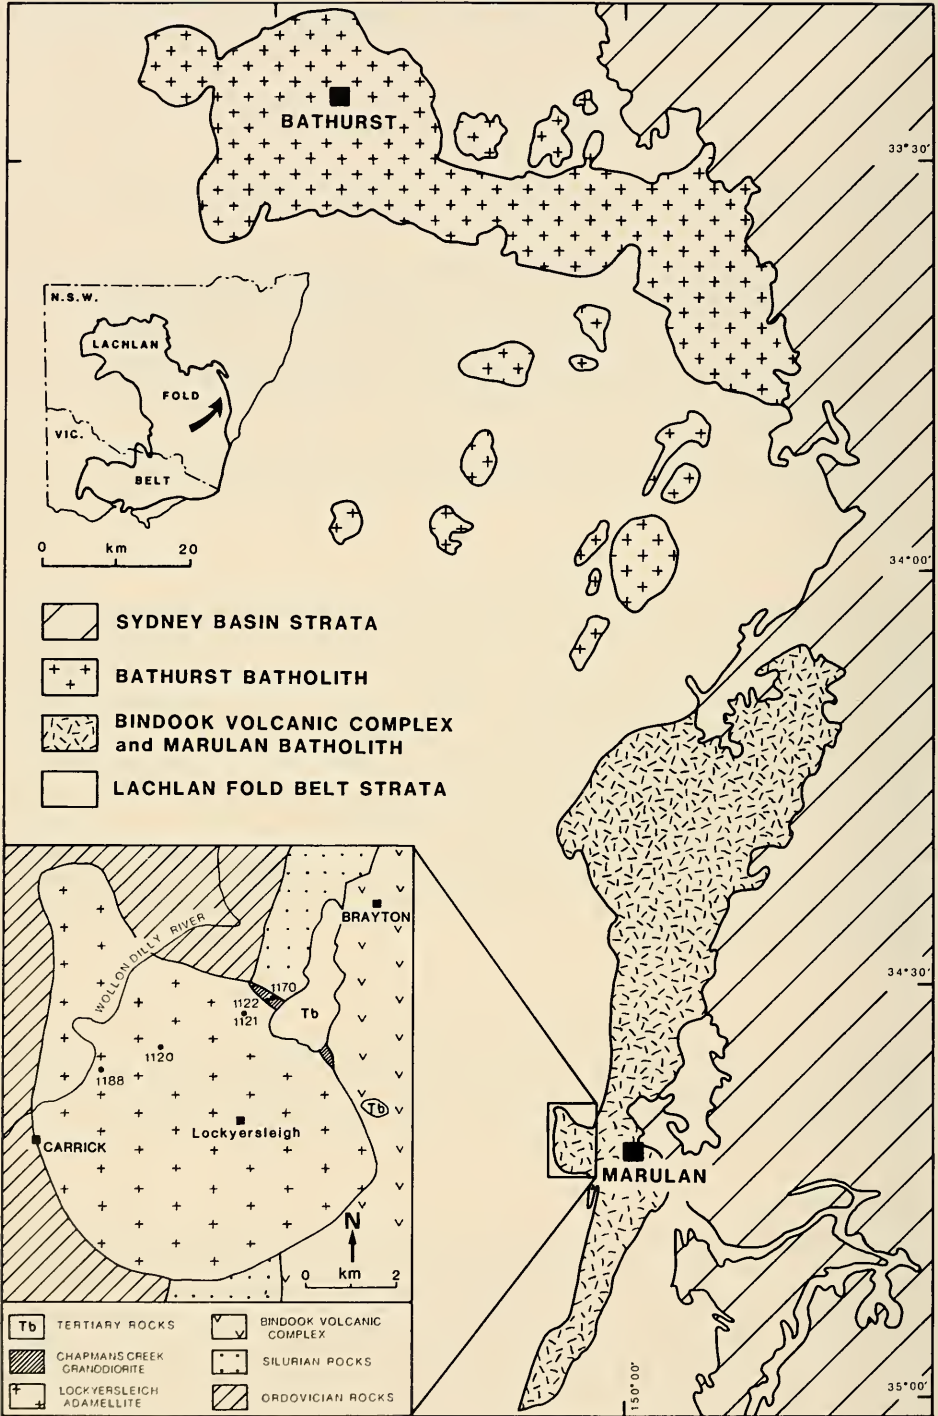 BATHURST
33°30'
N.S.W.
LACHLAN
FOLD
VIC.
BELT
0 km 20
34°00'
SYDNEY BASIN STRATA
BATHURST BATHOLITH
BINDOOK VOLCANIC COMPLEX
and MARULAN BATHOLITH
LACHLAN FOLD BELT STRATA
BRAYTON
WOLLONDILLY RIVER
34°30'
1170
1122
1121
Tb
1120
1188
Tb
Lockyersleigh
CARRICK
MARULAN
N
0 km 2
Tb TERTIARY ROCKS
CHAPMANS CREEK
GRANODIORITE
LOCKYERSLEIGH
ADAMELLITE
BINDOOK VOLCANIC
COMPLEX
SILURIAN ROCKS
ORDOVICIAN ROCKS
150°00'
35°00'